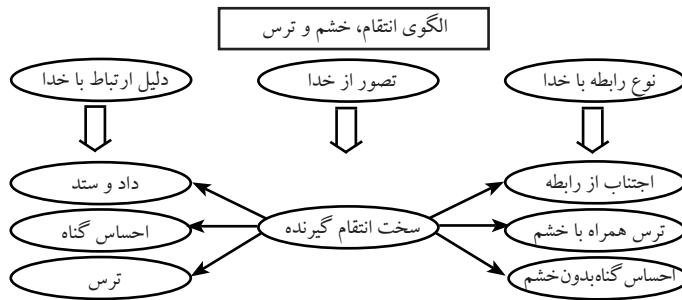 الگوی انتقام، خشم و ترس
نوع رابطه با خدا
تصور از خدا
دلیل ارتباط با خدا
اجتناب از رابطه
داد و ستد
ترس همراه با خشم
سخت انتقام گیرنده
احساس گناه
احساس گناه بدون خشم
ترس